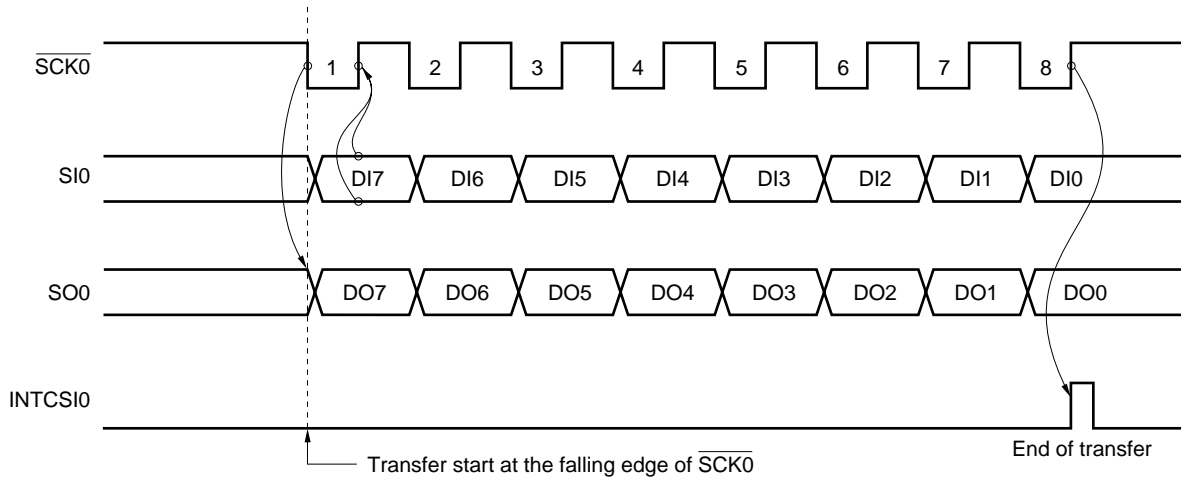 SCK0
1 2 3 4 5 6 7 8
SI0
DI7 DI6 DI5 DI4 DI3 DI2 DI1 DI0
SO0
DO7 DO6 DO5 DO4 DO3 DO2 DO1 DO0
INTCSI0
End of transfer
Transfer start at the falling edge of SCK0